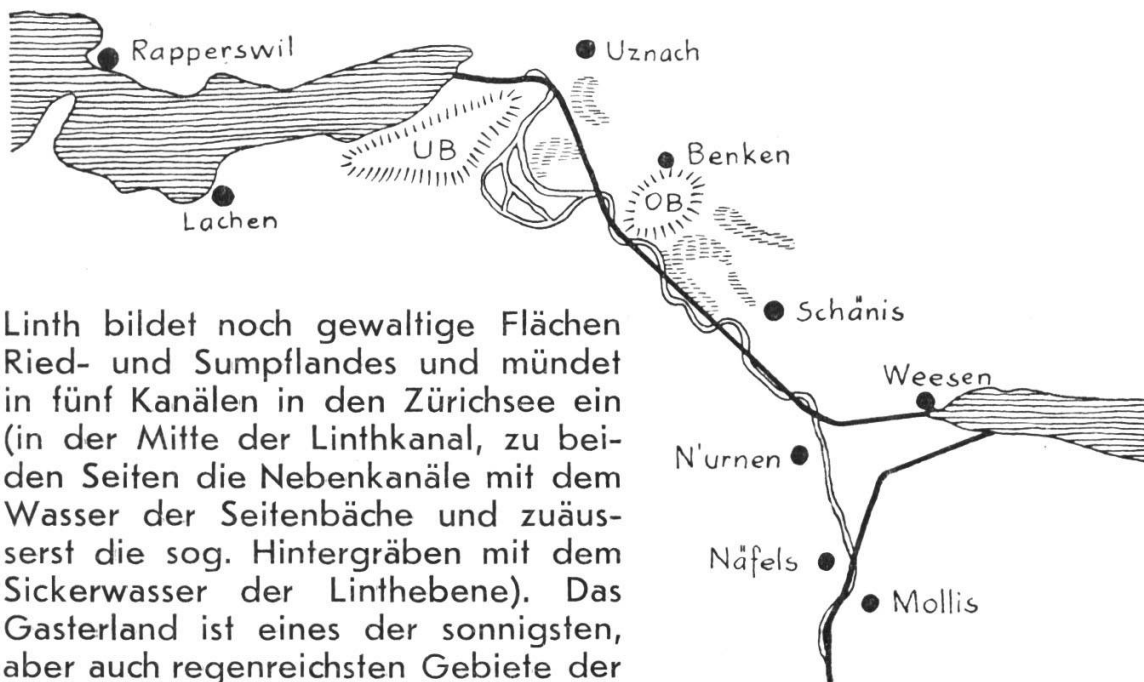 Rapperswil
Uznach
UB
Benken
OB
Lachen
Schänis
Weesen
N'urnen
Näfels
Mollis
Linth bildet noch gewaltige Flächen
Ried- und Sumpflandes und mündet
in fünf Kanälen in den Zürichsee ein
(in der Mitte der Linthkanal, zu bei-
den Seiten die Nebenkanäle mit dem
Wasser der Seitenbäche und zuäus-
serst die sog. Hintergräben mit dem
Sickerwasser der Linthebene). Das
Gasterland ist eines der sonnigsten,
aber auch regenreichsten Gebiete der